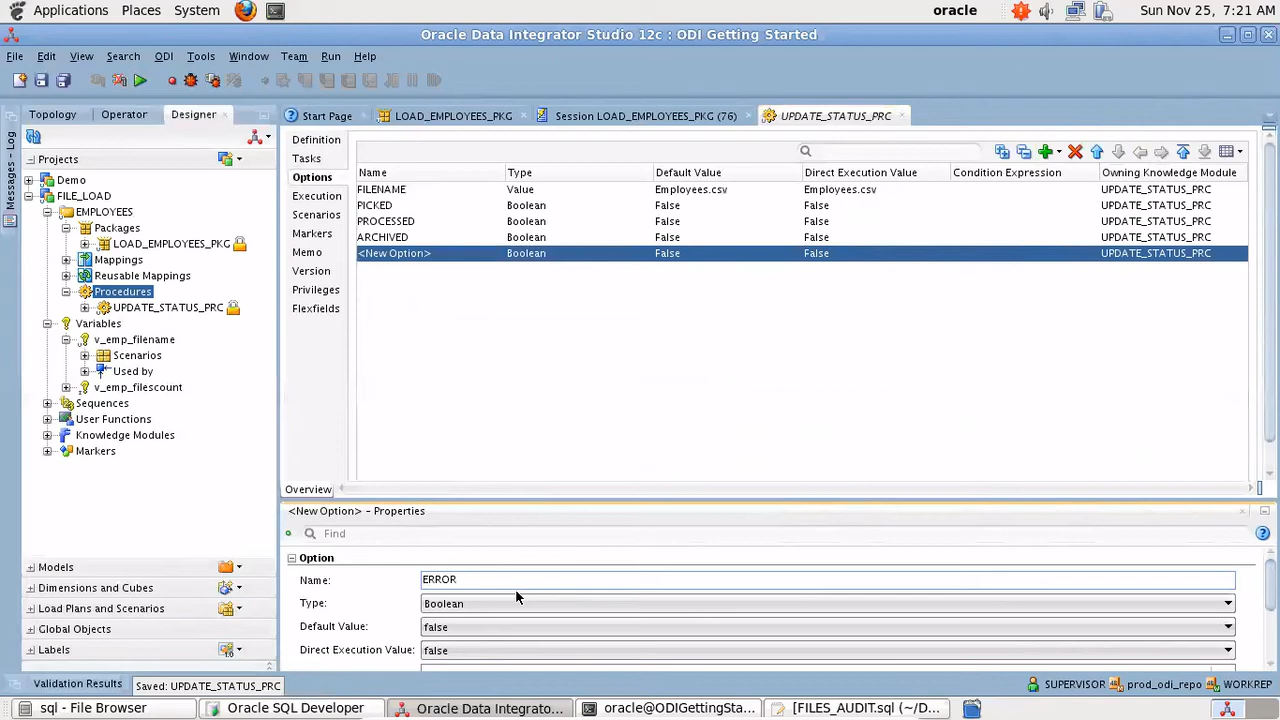 Applications Places System oracle Sun Nov 25, 7:21 AM
Oracle Data Integrator Studio 12c : ODI Getting Started
File Edit View Search ODI Tools Window Team Run Help
Topology Operator Designer Start Page LOAD_EMPLOYEES_PKG Session LOAD_EMPLOYEES_PKG (76) UPDATE_STATUS_PRC
Messages - Log
Projects
Demo
FILE_LOAD
EMPLOYEES
Packages
LOAD_EMPLOYEES_PKG
Mappings
Reusable Mappings
Procedures
UPDATE_STATUS_PRC
Variables
v_emp_filename
Scenarios
Used by
v_emp_filescount
Sequences
User Functions
Knowledge Modules
Markers
Models
Dimensions and Cubes
Load Plans and Scenarios
Global Objects
Labels
Definition
Tasks
Options
Execution
Scenarios
Markers
Memo
Version
Privileges
Flexfields
Name Type Default Value Direct Execution Value Condition Expression Owning Knowledge Module
FILENAME Value Employees.csv Employees.csv UPDATE_STATUS_PRC
PICKED Boolean False False UPDATE_STATUS_PRC
PROCESSED Boolean False False UPDATE_STATUS_PRC
ARCHIVED Boolean False False UPDATE_STATUS_PRC
<New Option> Boolean False False UPDATE_STATUS_PRC
Overview
<New Option> - Properties
Find
Option
Name: ERROR
Type: Boolean
Default Value: false
Direct Execution Value: false
Validation Results Saved: UPDATE_STATUS_PRC SUPERVISOR prod_odi_repo WORKREP
sql - File Browser Oracle SQL Developer Oracle Data Integrato... oracle@ODIGettingSta... [FILES_AUDIT.sql (~/D...